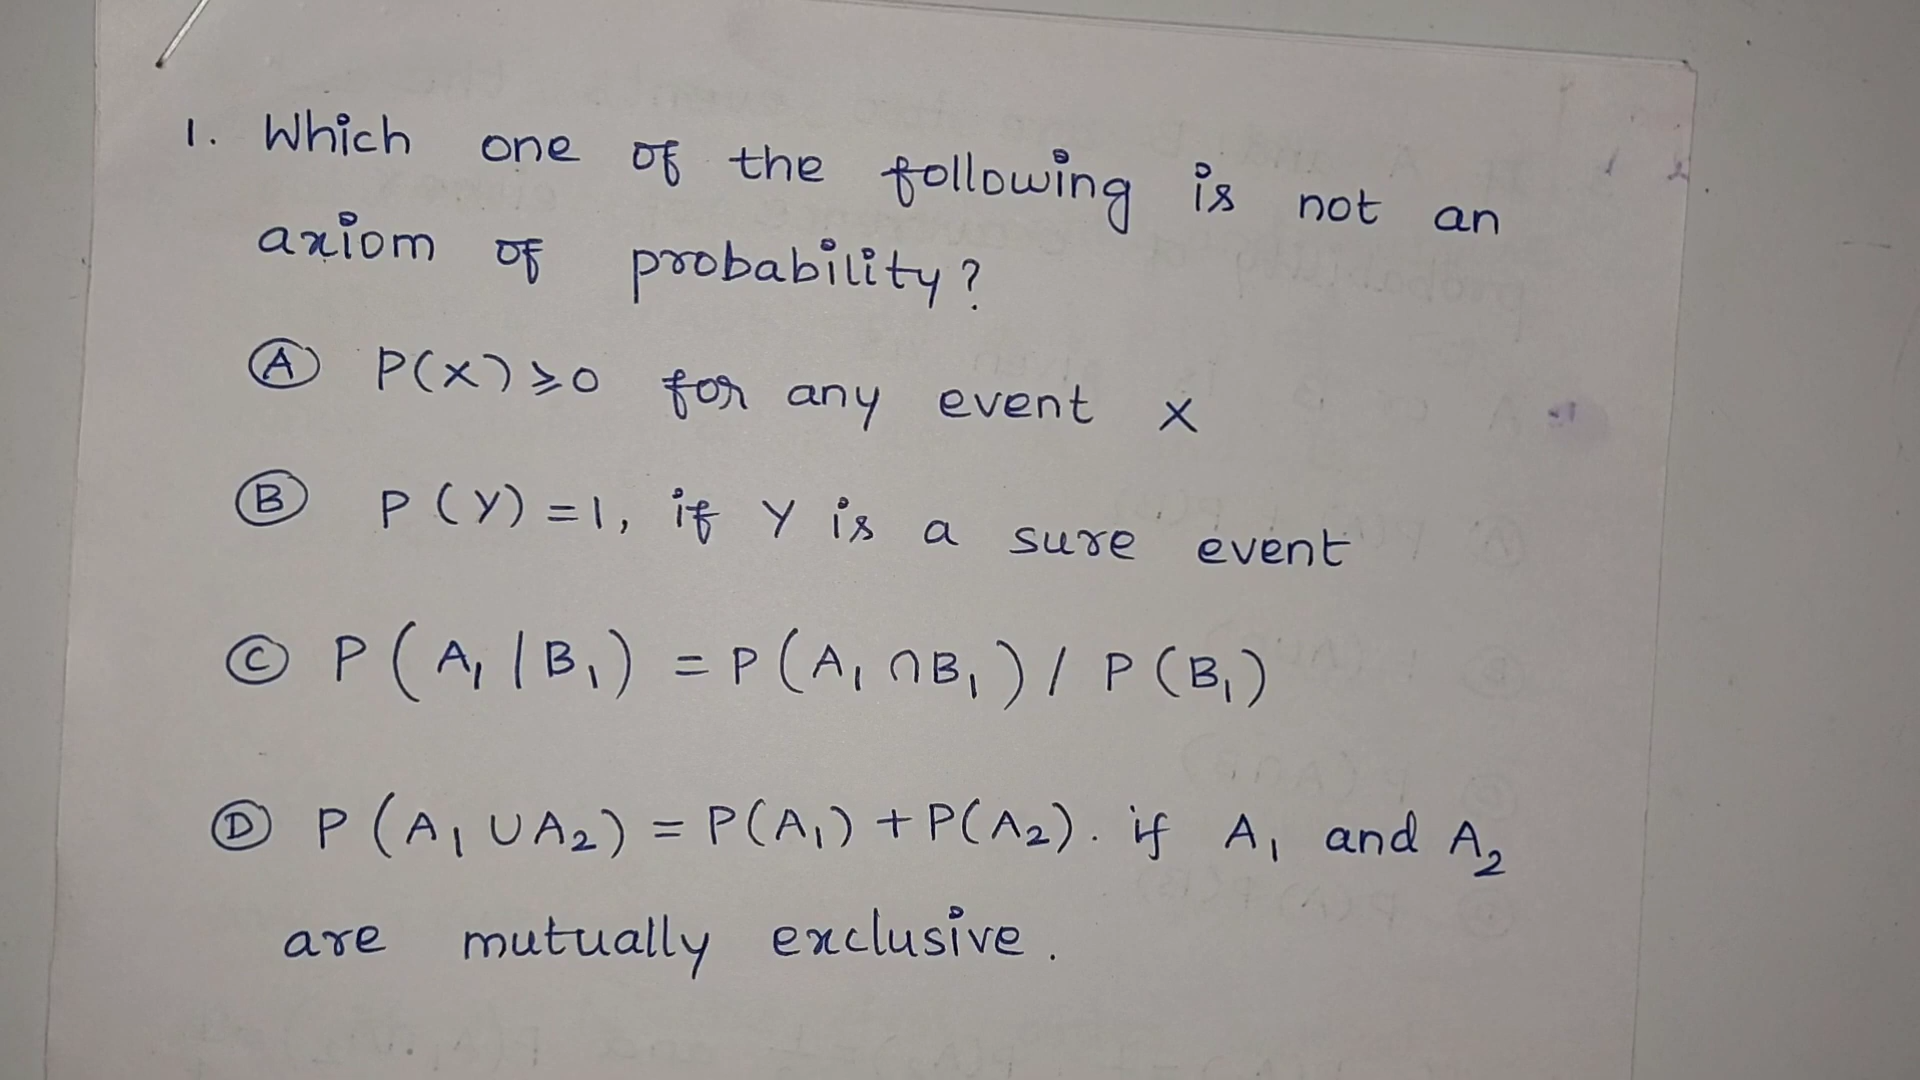 1. Which one of the following is not an
axiom of probability?
Ⓐ P(X) ⩾ 0 for any event X
Ⓑ P(Y) = 1, if Y is a sure event
Ⓒ P(A₁ | B₁) = P(A₁ ∩ B₁) / P(B₁)
Ⓓ P(A₁ ∪ A₂) = P(A₁) + P(A₂). if A₁ and A₂
are mutually exclusive.